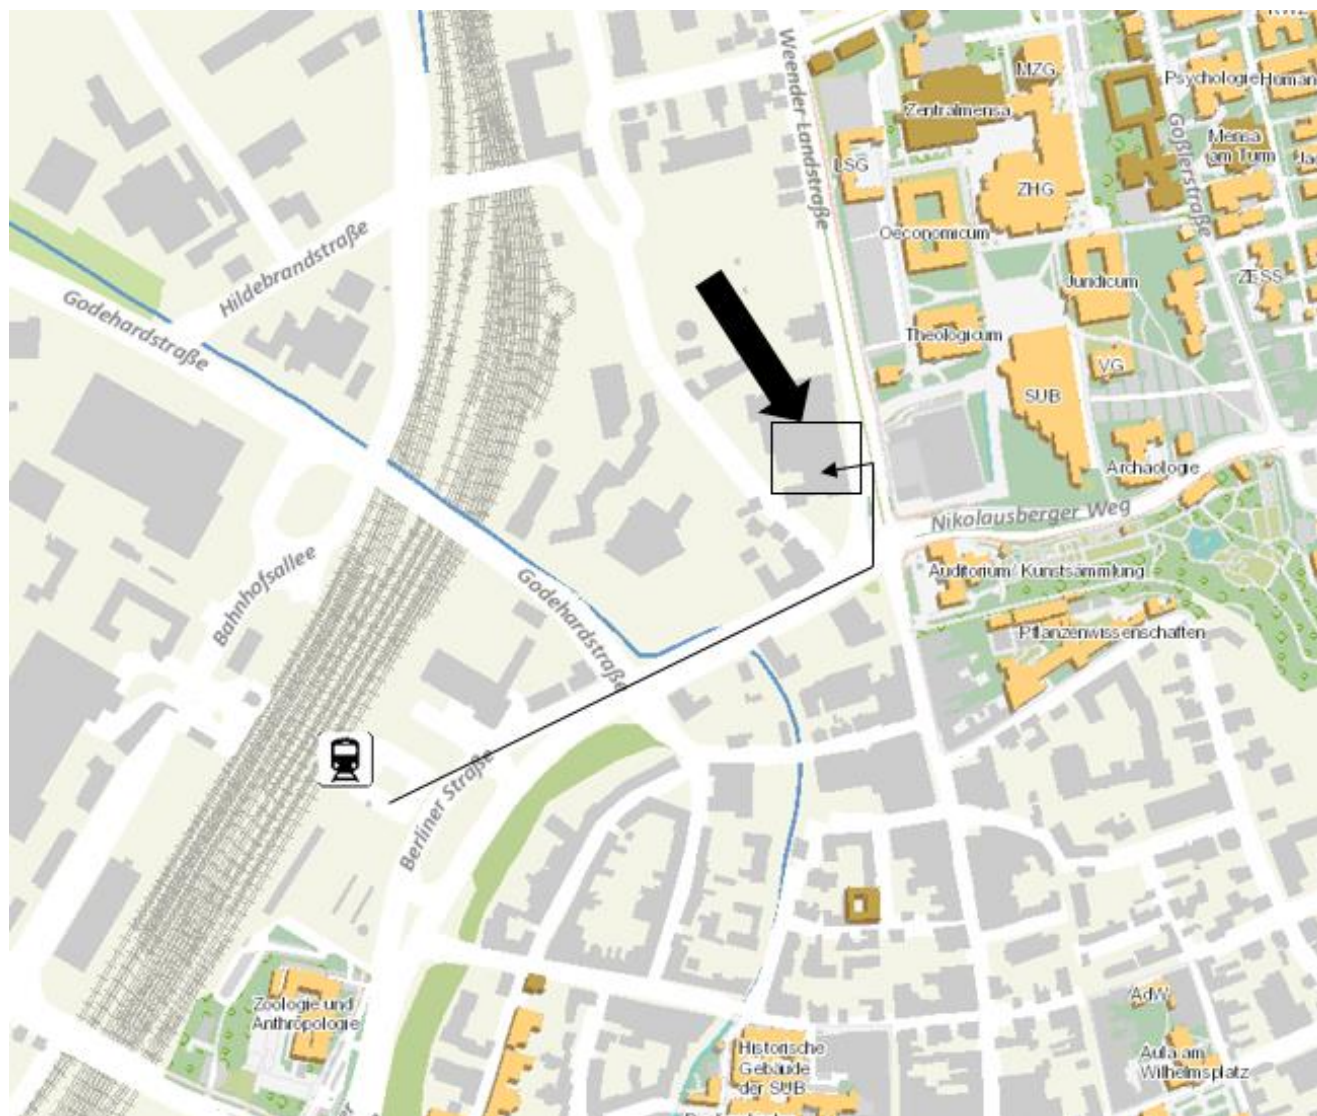 Weender Landstraße
MZG
Psychologie
Zentralmensa
Goßlerstraße
Mensa
am Turm
LSG
ZHG
Oeconomicum
Hildebrandstraße
Juridicum
ZESS
Godehardstraße
Theologicum
VG
SUB
Archäologie
Nikolausberger Weg
Bahnhofsallee
Godehardstraße
Auditorium/ Kunstsammlung
Pflanzenwissenschaften
Berliner Straße
Zoologie und
Anthropologie
AdW
Historische
Gebäude
der SUB
Aula am
Wilhelmsplatz